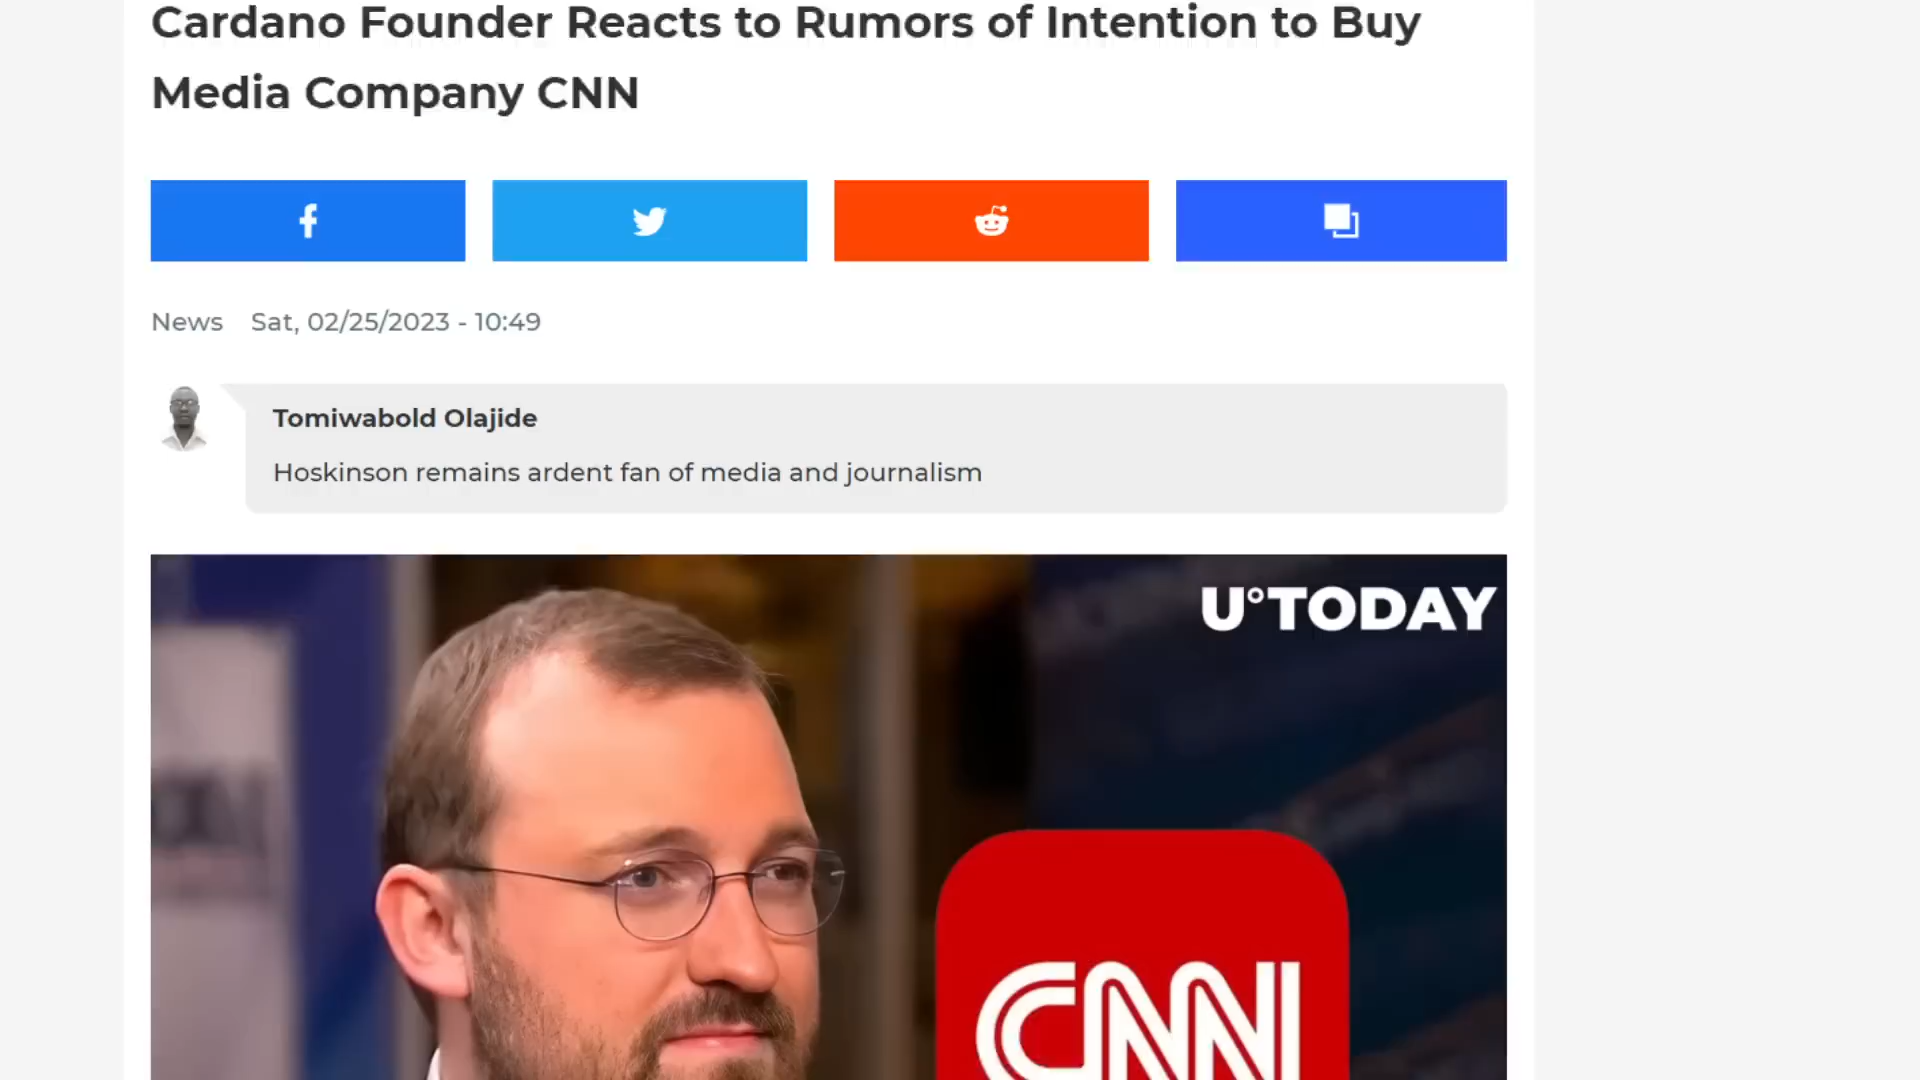 Cardano Founder Reacts to Rumors of Intention to Buy
Media Company CNN
News Sat, 02/25/2023 - 10:49
Tomiwabold Olajide
Hoskinson remains ardent fan of media and journalism
U°TODAY
CNN